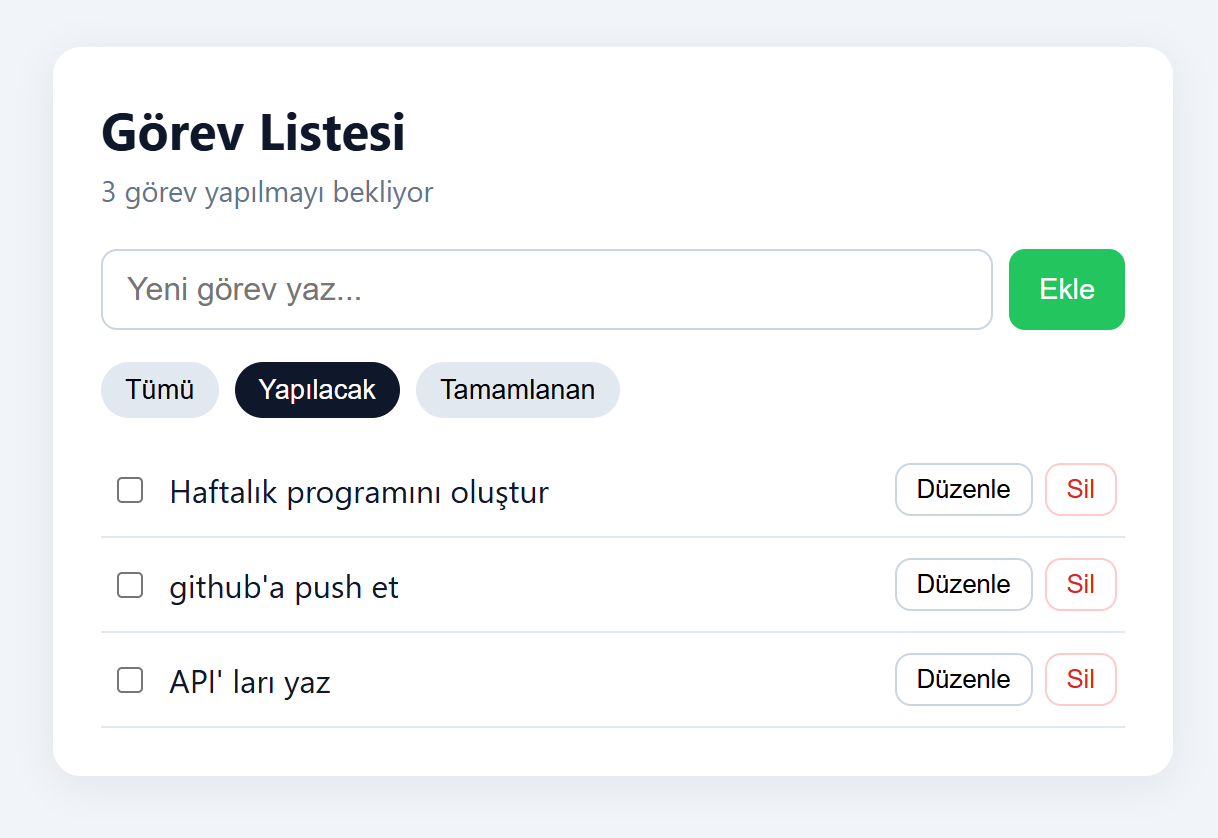 Görev Listesi
3 görev yapılmayı bekliyor
Yeni görev yaz... Ekle
Tümü Yapılacak Tamamlanan
Haftalık programını oluştur Düzenle Sil
github'a push et Düzenle Sil
API' ları yaz Düzenle Sil